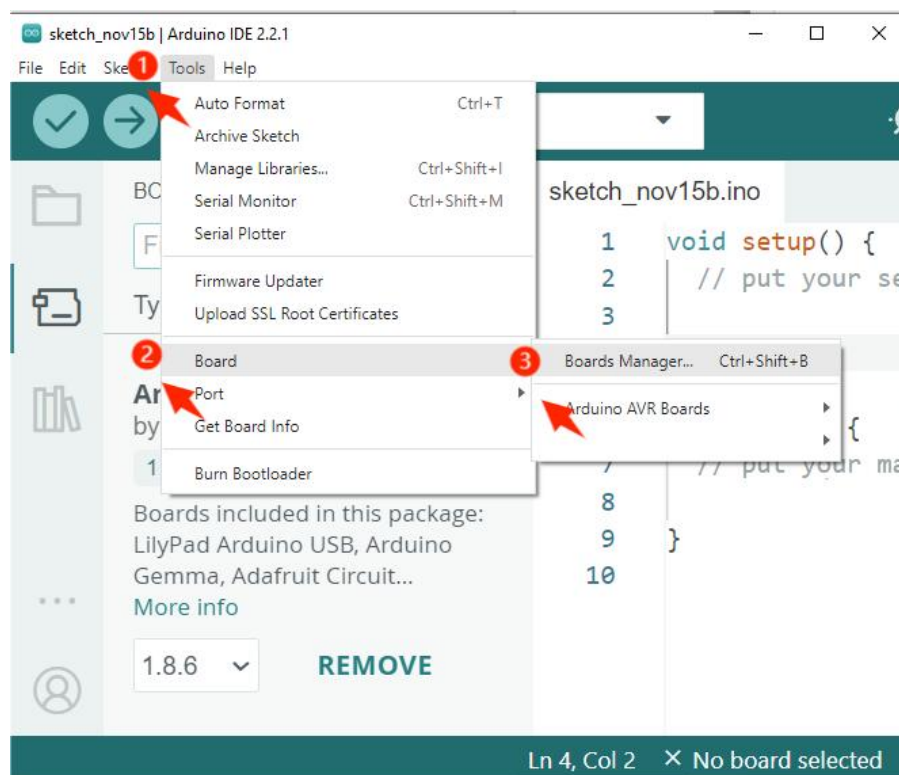 sketch_nov15b | Arduino IDE 2.2.1
File Edit Ske 1 Tools Help
Auto Format Ctrl+T
Archive Sketch
Manage Libraries... Ctrl+Shift+I
Serial Monitor Ctrl+Shift+M
Serial Plotter
Firmware Updater
Upload SSL Root Certificates
2 Board
Port
Get Board Info
Burn Bootloader
3 Boards Manager... Ctrl+Shift+B
Arduino AVR Boards
BO
F
Ty
Ar
by
1
Boards included in this package:
LilyPad Arduino USB, Arduino
Gemma, Adafruit Circuit...
More info
1.8.6 REMOVE
sketch_nov15b.ino
1 void setup() {
2 // put your se
3
{
7 // put your ma
8
9 }
10
Ln 4, Col 2 × No board selected